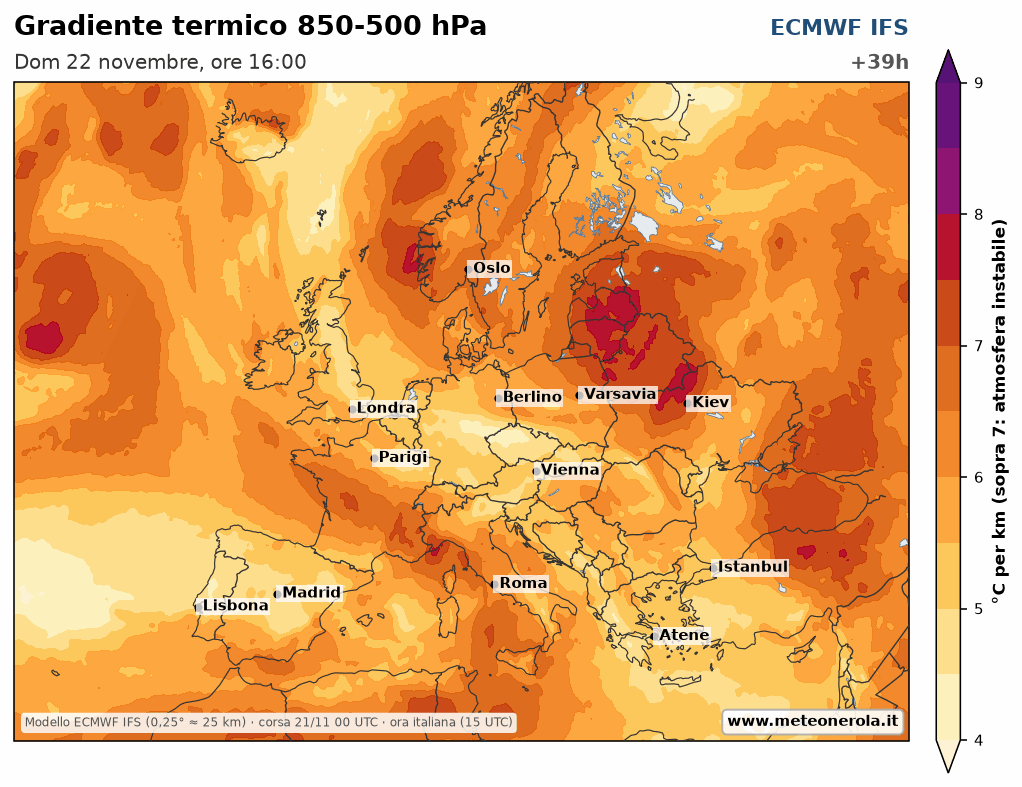 Gradiente termico 850-500 hPa
ECMWF IFS
Dom 22 novembre, ore 16:00
+39h
Oslo
Londra
Berlino
Varsavia
Kiev
Parigi
Vienna
Istanbul
Madrid
Roma
Lisbona
Atene
Modello ECMWF IFS (0,25° ≈ 25 km) · corsa 21/11 00 UTC · ora italiana (15 UTC)
www.meteonerola.it
9
8
7
6
5
4
°C per km (sopra 7: atmosfera instabile)